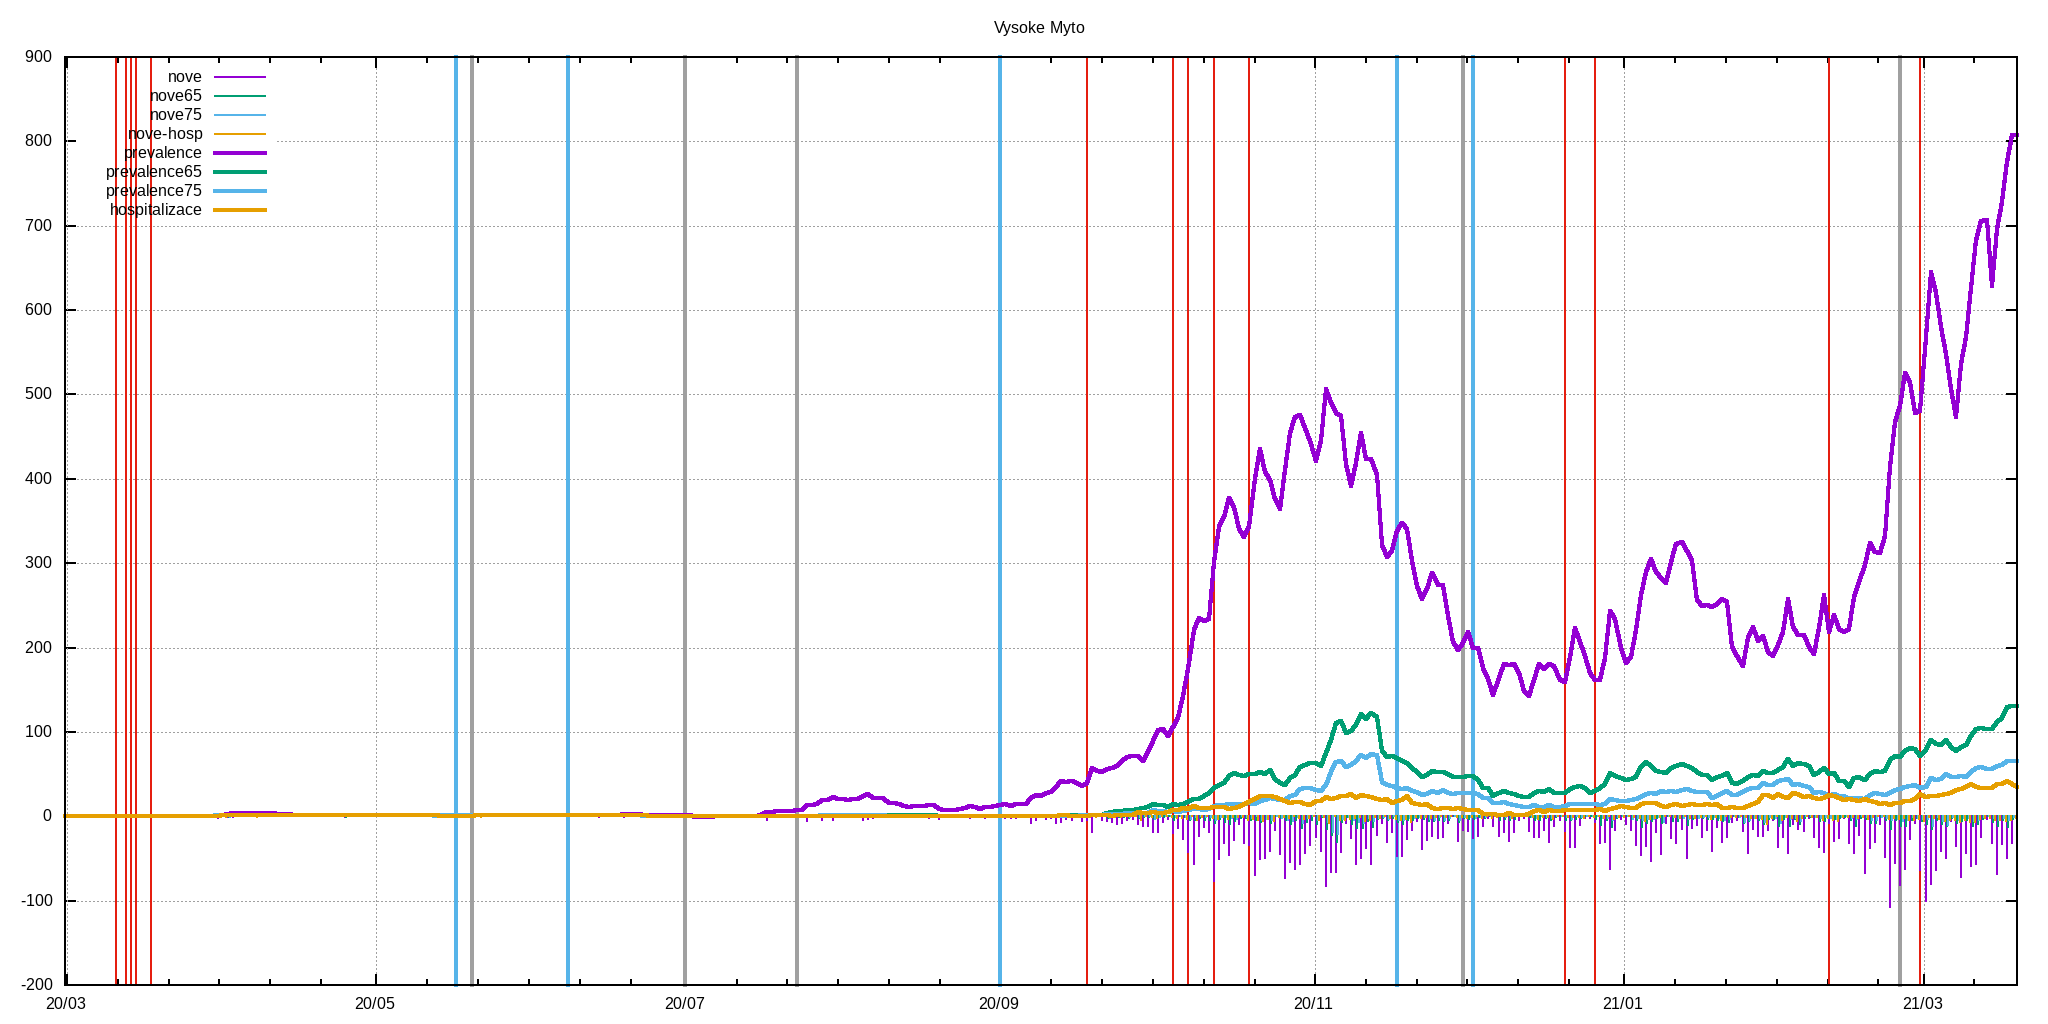 Vysoke Myto
900
800
700
600
500
400
300
200
100
0
-100
-200
nove
nove65
nove75
nove-hosp
prevalence
prevalence65
prevalence75
hospitalizace
20/03
20/05
20/07
20/09
20/11
21/01
21/03